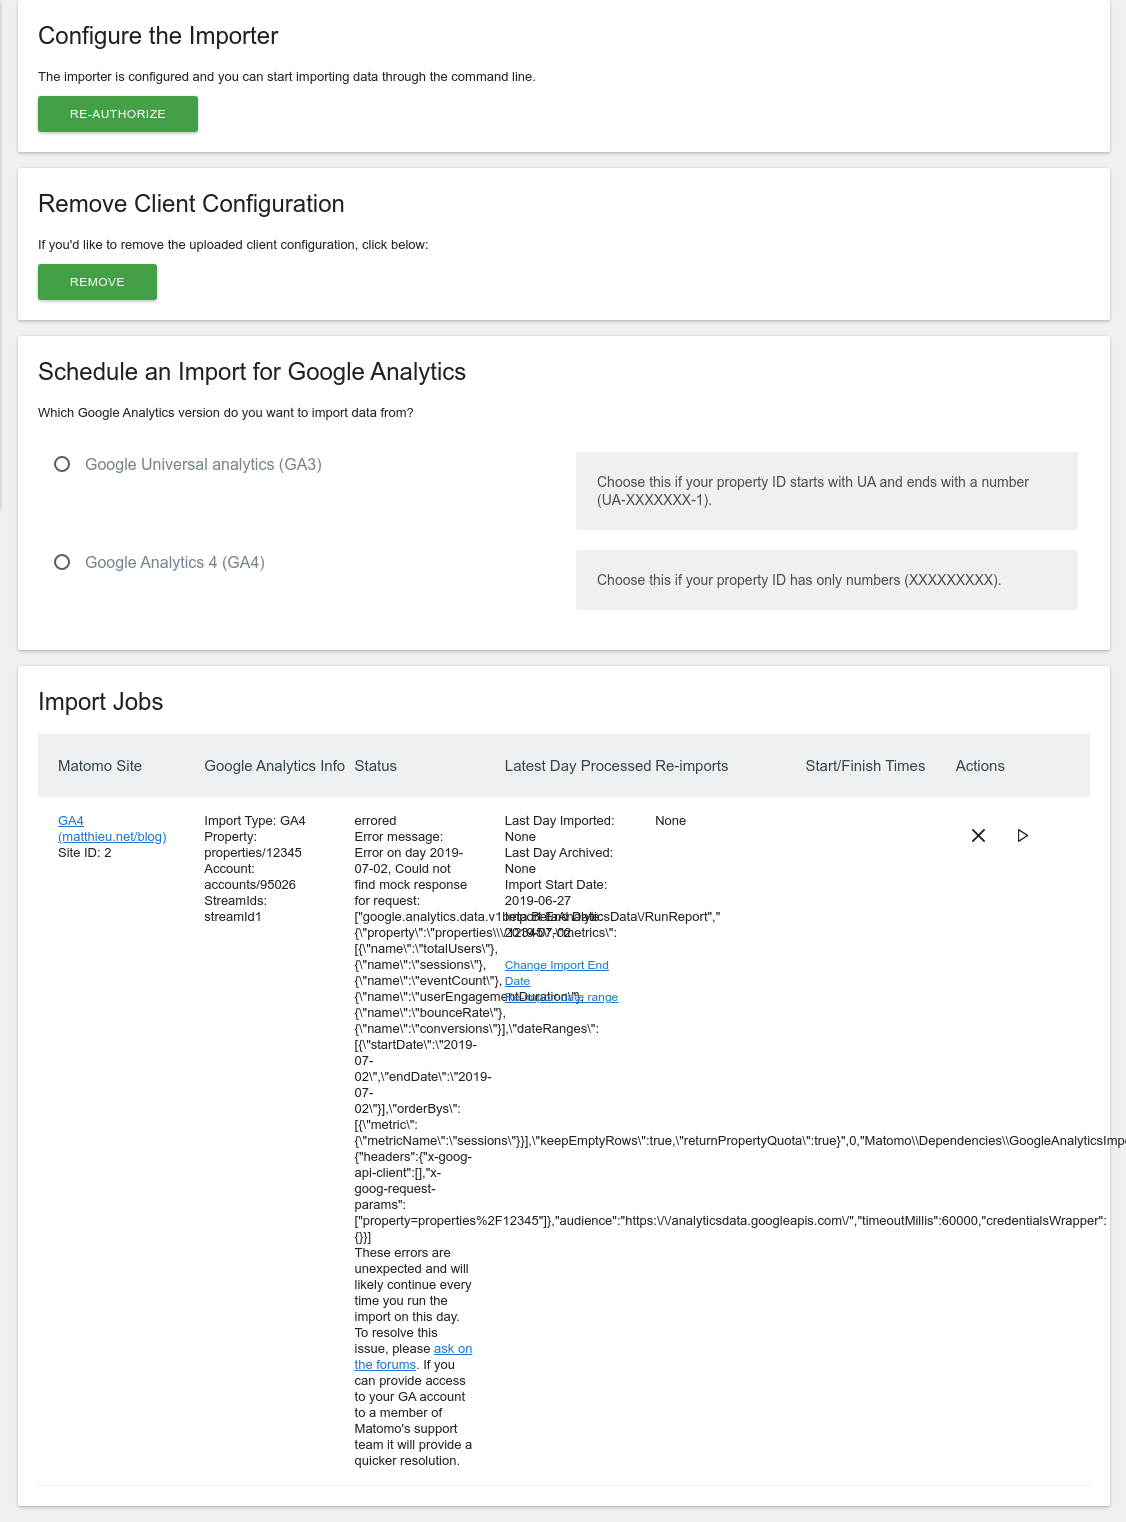 Configure the Importer
The importer is configured and you can start importing data through the command line.
RE-AUTHORIZE
Remove Client Configuration
If you'd like to remove the uploaded client configuration, click below:
REMOVE
Schedule an Import for Google Analytics
Which Google Analytics version do you want to import data from?
Google Universal analytics (GA3)
Choose this if your property ID starts with UA and ends with a number
(UA-XXXXXXX-1).
Google Analytics 4 (GA4)
Choose this if your property ID has only numbers (XXXXXXXXX).
Import Jobs
Matomo Site
Google Analytics Info
Status
Latest Day Processed
Re-imports
Start/Finish Times
Actions
GA4
(matthieu.net/blog)
Site ID: 2
Import Type: GA4
Property:
properties/12345
Account:
accounts/95026
StreamIds:
streamId1
errored
Error message:
Error on day 2019-
07-02, Could not
find mock response
for request:
["google.analytics.data.v1beta.BetaAnalyticsData\/RunReport","
{\"property\":\"properties\\\/12345\",\"metrics\":
[{\"name\":\"totalUsers\"},
{\"name\":\"sessions\"},
{\"name\":\"eventCount\"},
{\"name\":\"userEngagementDuration\"},
{\"name\":\"bounceRate\"},
{\"name\":\"conversions\"}],\"dateRanges\":
[{\"startDate\":\"2019-
07-
02\",\"endDate\":\"2019-
07-
02\"}],\"orderBys\":
[{\"metric\":
{\"metricName\":\"sessions\"}}],\"keepEmptyRows\":true,\"returnPropertyQuota\":true}",0,"Matomo\\Dependencies\\GoogleAnalyticsImpo
{"headers":{"x-goog-
api-client":[],"x-
goog-request-
params":
["property=properties%2F12345"]},"audience":"https:\/\/analyticsdata.googleapis.com\/","timeoutMillis":60000,"credentialsWrapper":
{}}]
These errors are
unexpected and will
likely continue every
time you run the
import on this day.
To resolve this
issue, please ask on
the forums. If you
can provide access
to your GA account
to a member of
Matomo's support
team it will provide a
quicker resolution.
Last Day Imported:
None
Last Day Archived:
None
Import Start Date:
2019-06-27
Import End Date:
2019-07-02
Change Import End
Date
Re-import date range
None